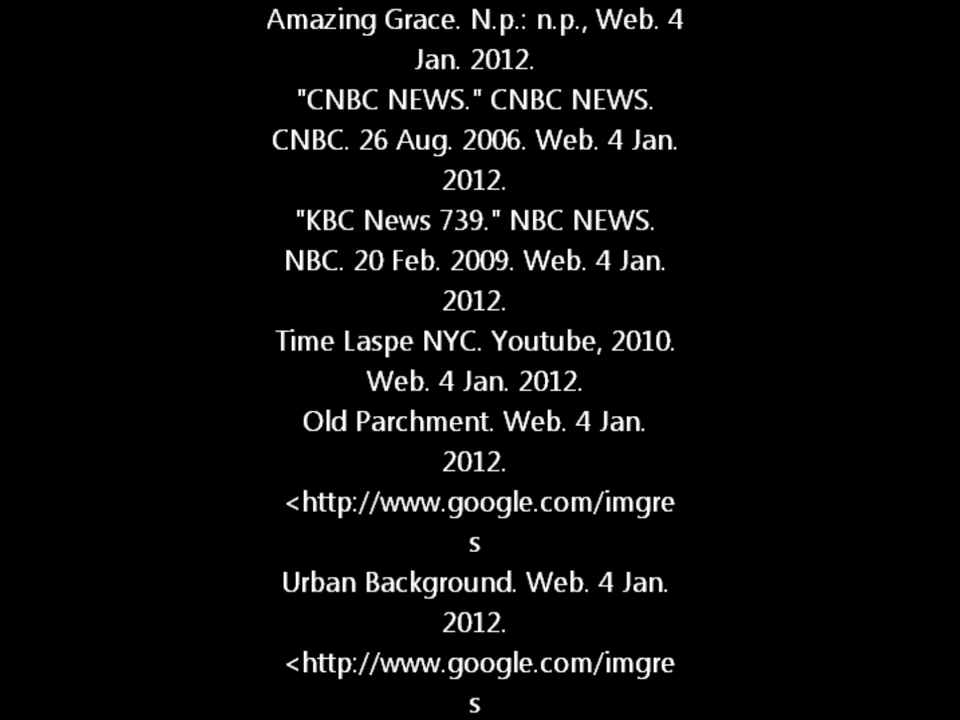 Amazing Grace. N.p.: n.p., Web. 4
Jan. 2012.
"CNBC NEWS." CNBC NEWS.
CNBC. 26 Aug. 2006. Web. 4 Jan.
2012.
"KBC News 739." NBC NEWS.
NBC. 20 Feb. 2009. Web. 4 Jan.
2012.
Time Laspe NYC. Youtube, 2010.
Web. 4 Jan. 2012.
Old Parchment. Web. 4 Jan.
2012.
<http://www.google.com/imgre
s
Urban Background. Web. 4 Jan.
2012.
<http://www.google.com/imgre
s